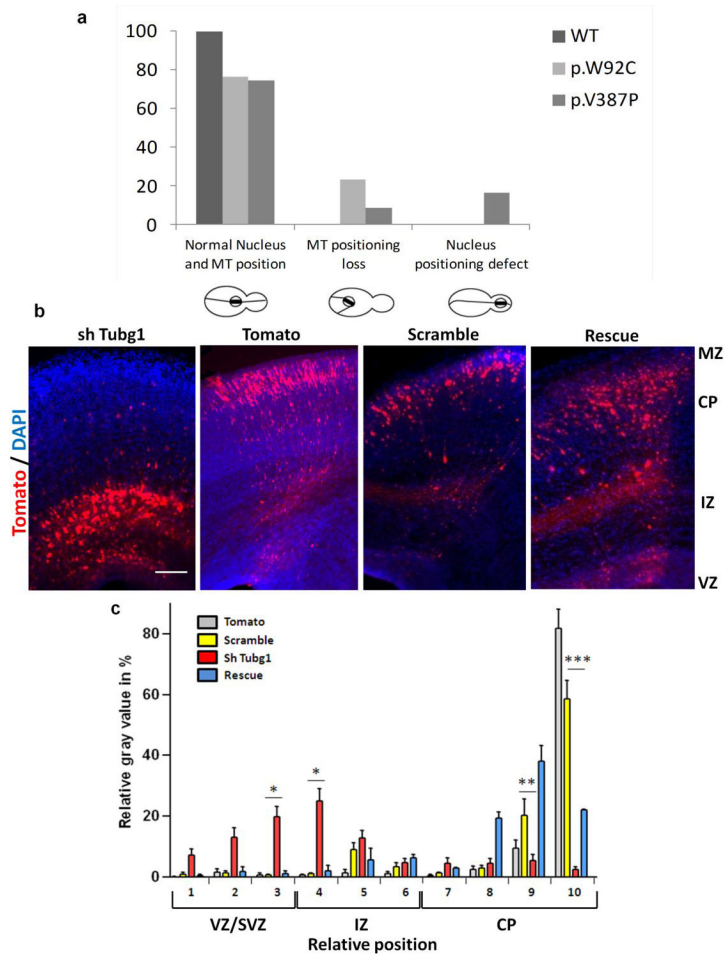 a
100
80
60
40
20
0
WT
p.W92C
p.V387P
Normal Nucleus and MT position
MT positioning loss
Nucleus positioning defect
b
sh Tubg1
Tomato
Scramble
Rescue
Tomato / DAPI
MZ
CP
IZ
VZ
c
Relative gray value in %
80
60
40
20
0
Tomato
Scramble
Sh Tubg1
Rescue
*
*
**
***
1 2 3 4 5 6 7 8 9 10
VZ/SVZ IZ CP
Relative position